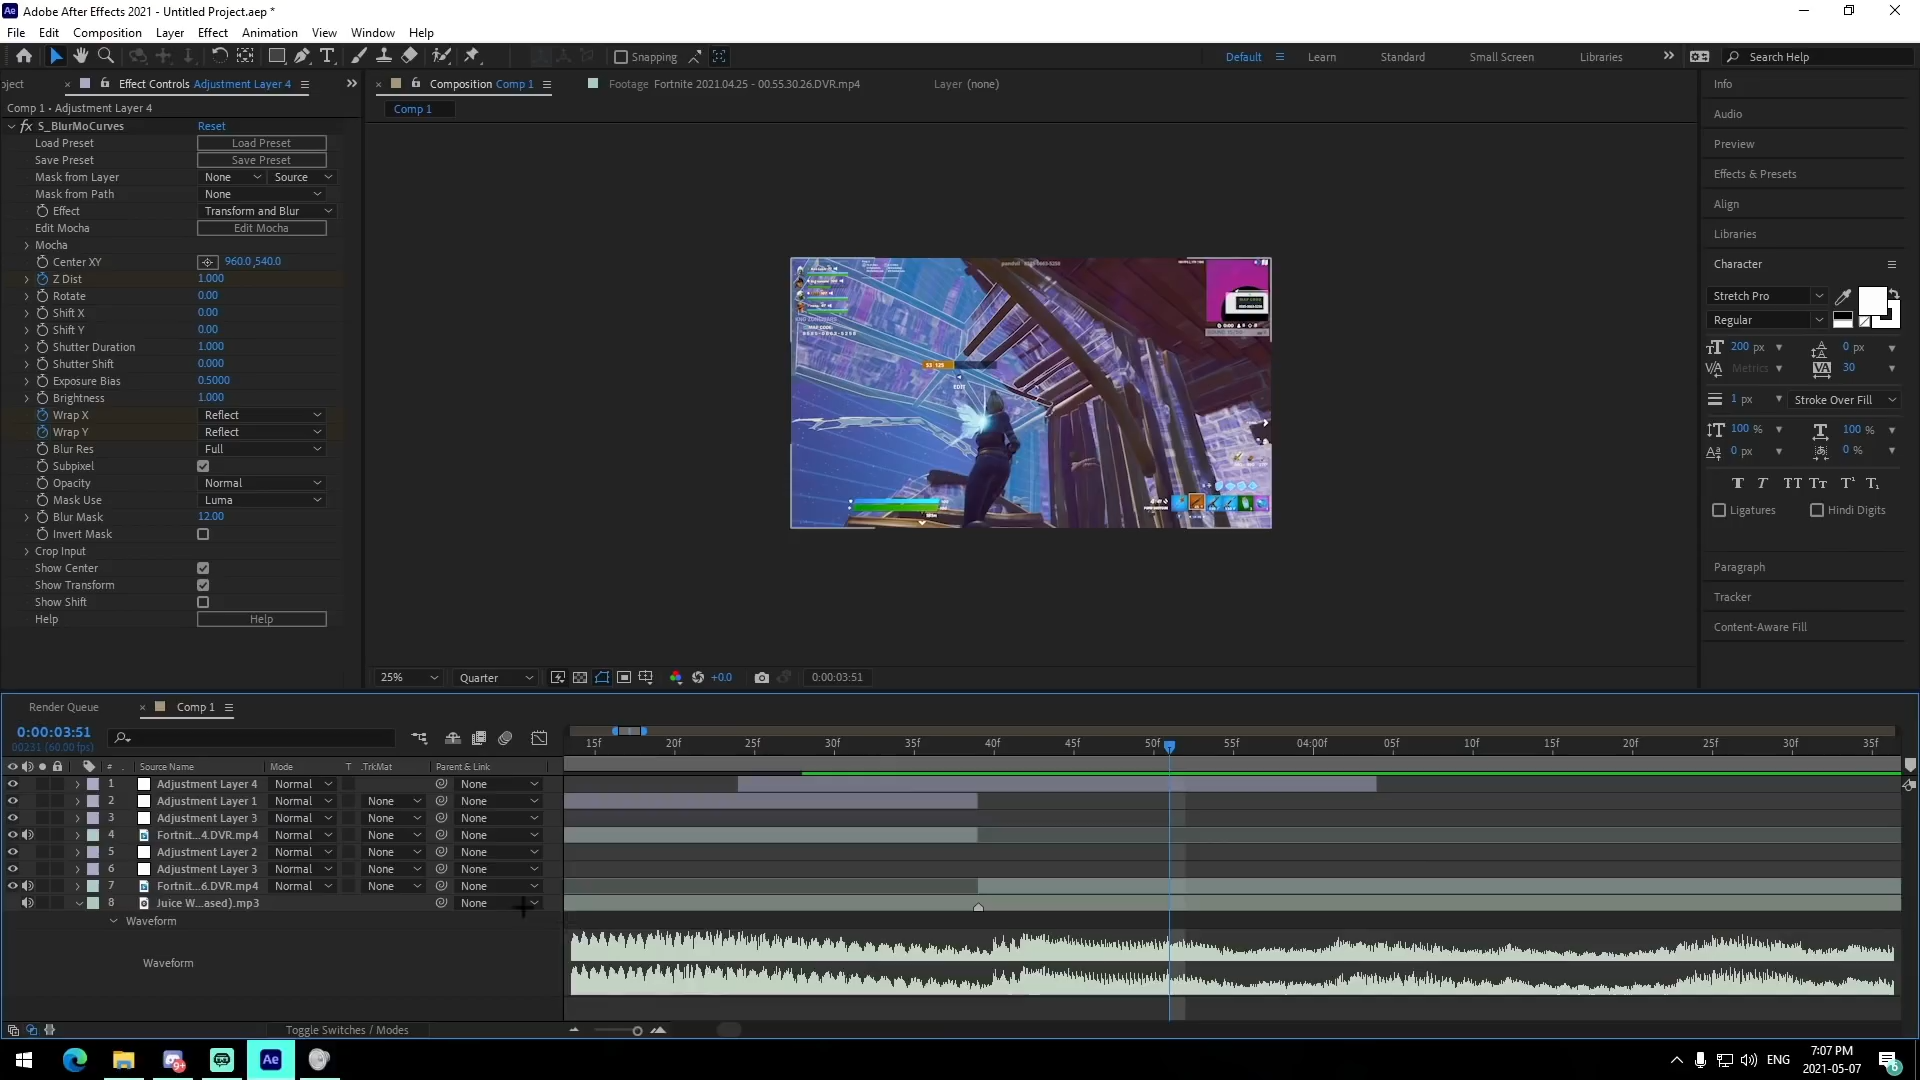 Adobe After Effects 2021 - Untitled Project.aep *
File Edit Composition Layer Effect Animation View Window Help
Snapping
Default Learn Standard Small Screen Libraries
Search Help
oject Effect Controls Adjustment Layer 4
Composition Comp 1 Footage Fortnite 2021.04.25 - 00.55.30.26.DVR.mp4 Layer (none)
Comp 1 • Adjustment Layer 4
Comp 1
fx S_BlurMoCurves Reset
Load Preset Load Preset
Save Preset Save Preset
Mask from Layer None Source
Mask from Path None
Effect Transform and Blur
Edit Mocha Edit Mocha
Mocha
Center XY 960.0,540.0
Z Dist 1.000
Rotate 0.00
Shift X 0.00
Shift Y 0.00
Shutter Duration 1.000
Shutter Shift 0.000
Exposure Bias 0.5000
Brightness 1.000
Wrap X Reflect
Wrap Y Reflect
Blur Res Full
Subpixel
Opacity Normal
Mask Use Luma
Blur Mask 12.00
Invert Mask
Crop Input
Show Center
Show Transform
Show Shift
Help Help
EDIT
25% Quarter +0.0 0:00:03:51
Info
Audio
Preview
Effects & Presets
Align
Libraries
Character
Stretch Pro
Regular
200 px 0 px
Metrics 30
1 px Stroke Over Fill
100 % 100 %
0 px 0 %
T T TT Tт T¹ T₁
Ligatures Hindi Digits
Paragraph
Tracker
Content-Aware Fill
Render Queue Comp 1
0:00:03:51
00231 (60.00 fps)
15f 20f 25f 30f 35f 40f 45f 50f 55f 04:00f 05f 10f 15f 20f 25f 30f 35f
# Source Name Mode T .TrkMat Parent & Link
1 Adjustment Layer 4 Normal None
2 Adjustment Layer 1 Normal None None
3 Adjustment Layer 3 Normal None None
4 Fortnit...4.DVR.mp4 Normal None None
5 Adjustment Layer 2 Normal None None
6 Adjustment Layer 3 Normal None None
7 Fortnit...6.DVR.mp4 Normal None None
8 Juice W...ased).mp3 None
Waveform
Waveform
Toggle Switches / Modes
Ae
ENG
7:07 PM
2021-05-07
6